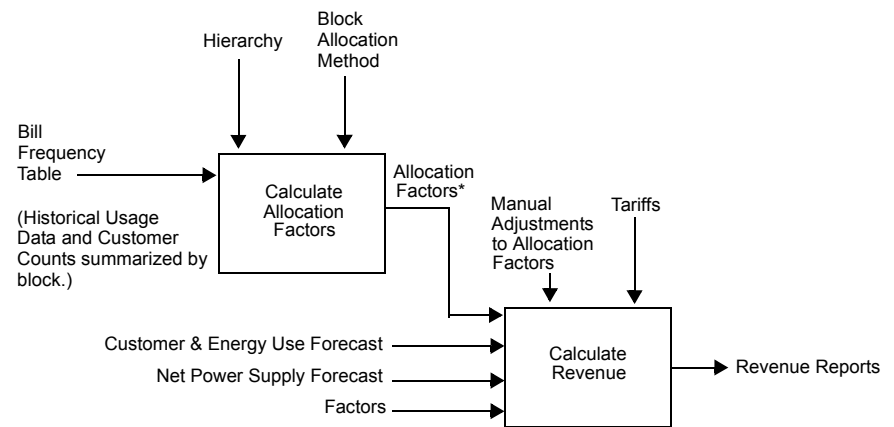 Hierarchy
Block
Allocation
Method
Bill
Frequency
Table
(Historical Usage
Data and Customer
Counts summarized by
block.)
Calculate
Allocation
Factors
Allocation
Factors*
Manual
Adjustments
to Allocation
Factors
Tariffs
Customer & Energy Use Forecast
Net Power Supply Forecast
Factors
Calculate
Revenue
Revenue Reports